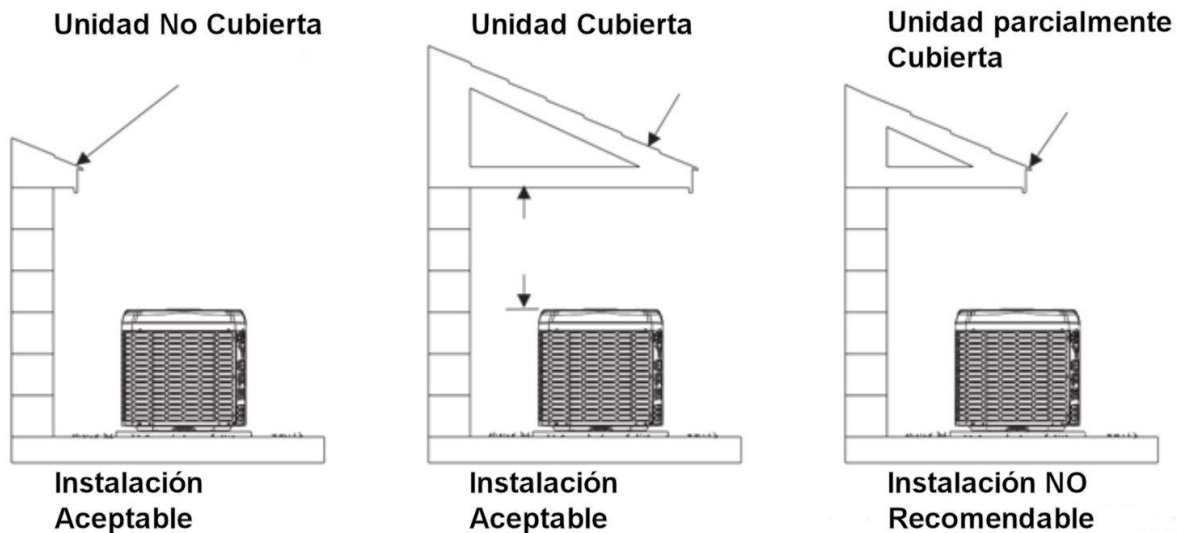 Unidad No Cubierta
Unidad Cubierta
Unidad parcialmente
Cubierta
Instalación
Aceptable
Instalación
Aceptable
Instalación NO
Recomendable